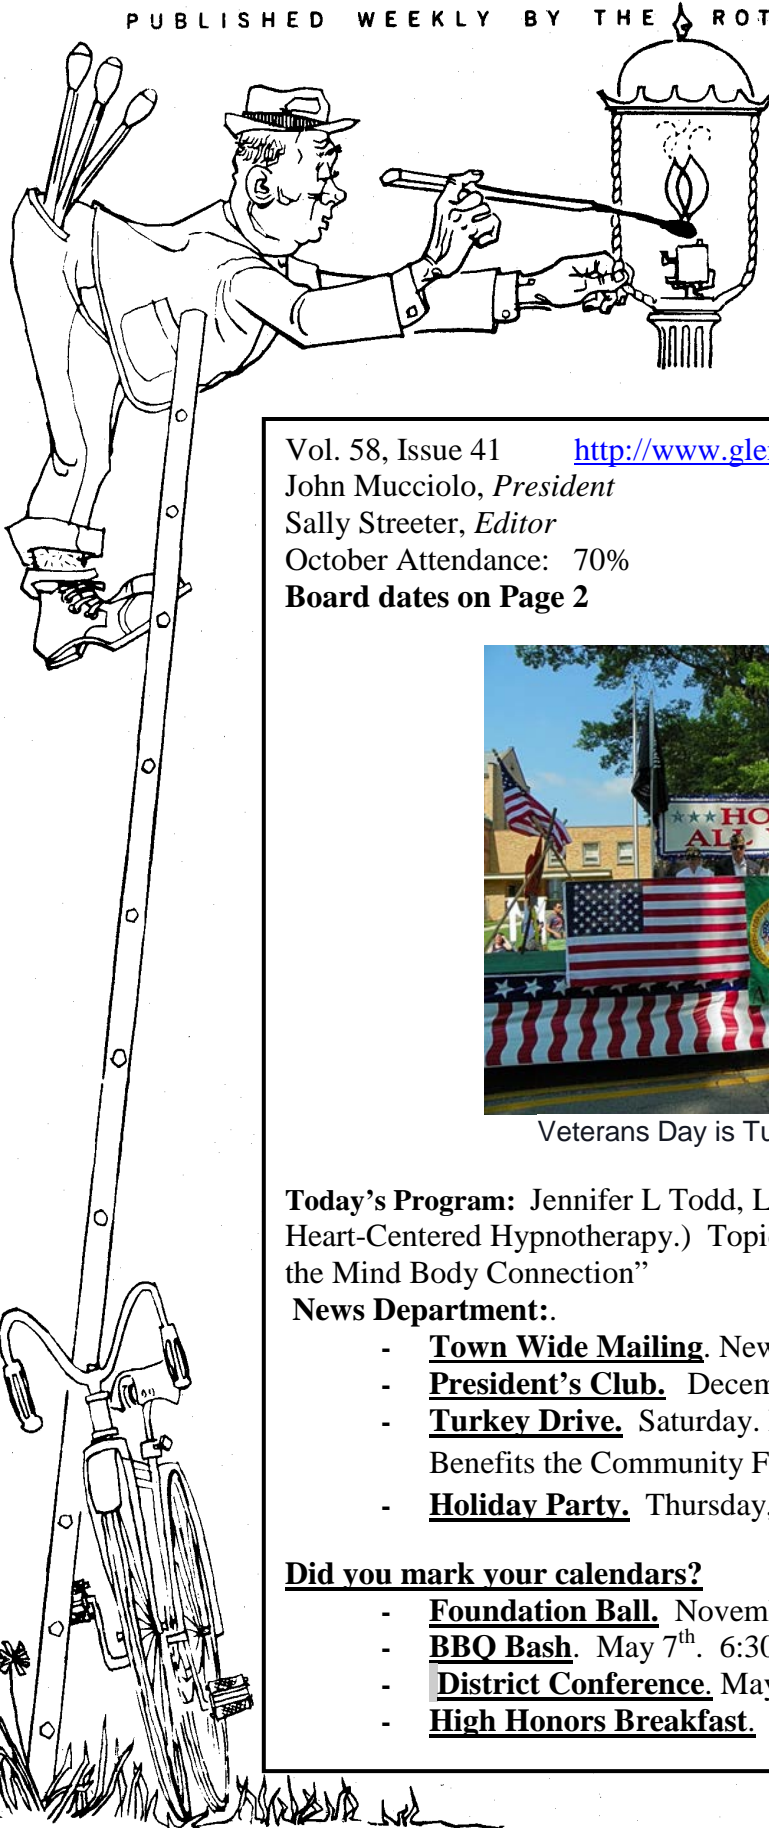 PUBLISHED WEEKLY BY THE ROT
Vol. 58, Issue 41 http://www.gle
John Mucciolo, President
Sally Streeter, Editor
October Attendance: 70%
Board dates on Page 2
★★★HO
ALL
Veterans Day is Tu
Today's Program: Jennifer L Todd, L
Heart-Centered Hypnotherapy.) Topi
the Mind Body Connection”
News Department:.
- Town Wide Mailing. New
- President’s Club. Decem
- Turkey Drive. Saturday.
Benefits the Community F
- Holiday Party. Thursday,
Did you mark your calendars?
- Foundation Ball. Novem
- BBQ Bash. May 7th. 6:30
- District Conference. May
- High Honors Breakfast.